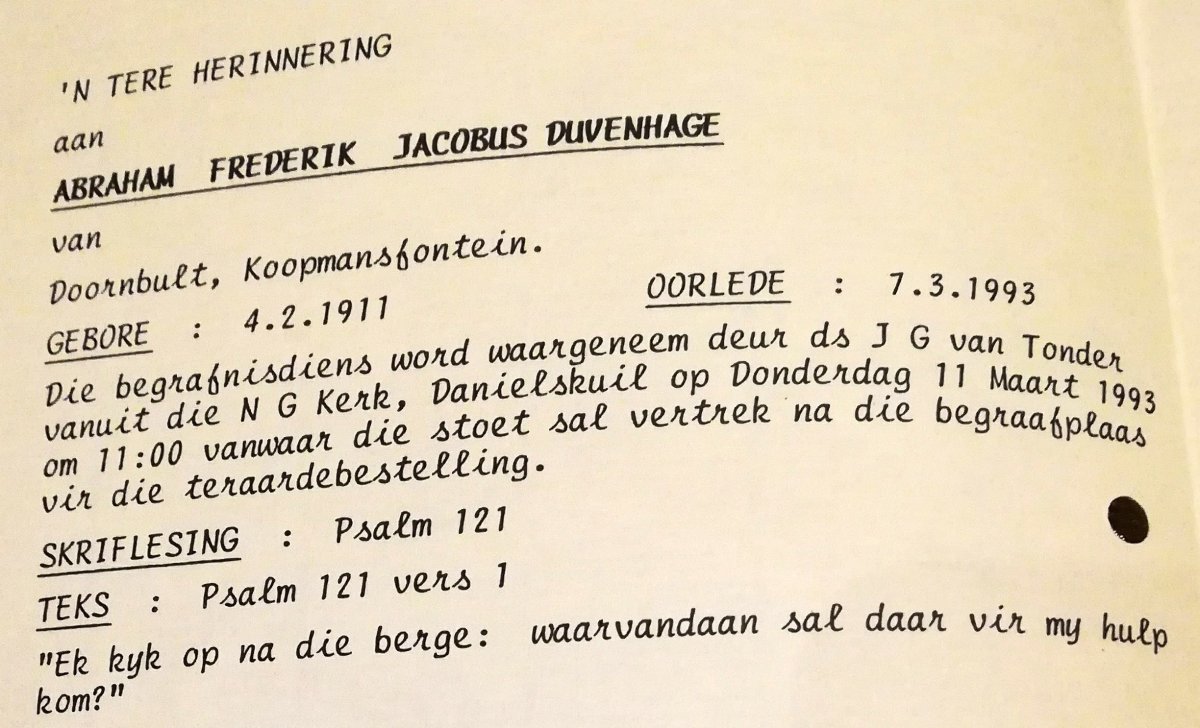 'N TERE HERINNERING
aan
ABRAHAM FREDERIK JACOBUS DUVENHAGE
van
Doornbult, Koopmansfontein.
GEBORE : 4.2.1911 OORLEDE : 7.3.1993
Die begrafnisdiens word waargeneem deur ds J G van Tonder
vanuit die N G Kerk, Danielskuil op Donderdag 11 Maart 1993
om 11:00 vanwaar die stoet sal vertrek na die begraafplaas
vir die teraardebestelling.
SKRIFLESING : Psalm 121
TEKS : Psalm 121 vers 1
"Ek kyk op na die berge: waarvandaan sal daar vir my hulp
kom?"